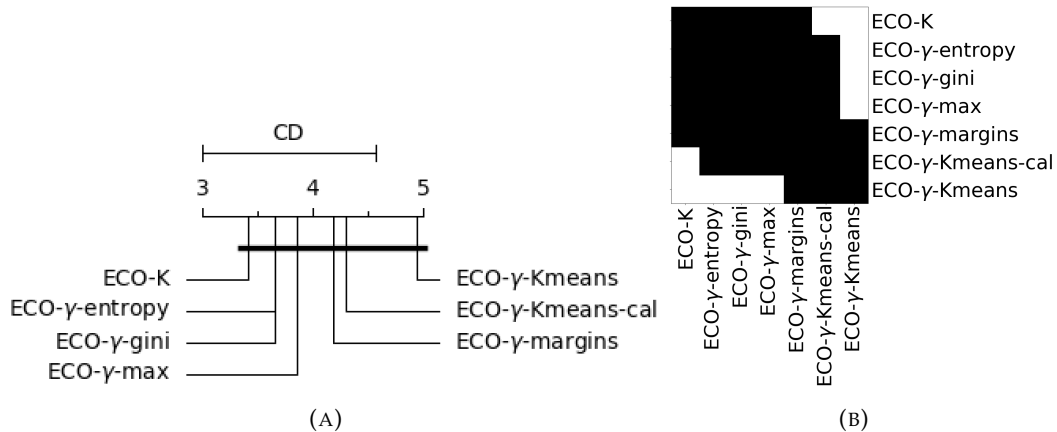 CD
3 4 5
ECO-K
ECO-γ-entropy
ECO-γ-gini
ECO-γ-max
ECO-γ-Kmeans
ECO-γ-Kmeans-cal
ECO-γ-margins
(A)
ECO-K
ECO-γ-entropy
ECO-γ-gini
ECO-γ-max
ECO-γ-margins
ECO-γ-Kmeans-cal
ECO-γ-Kmeans
ECO-K
ECO-γ-entropy
ECO-γ-gini
ECO-γ-max
ECO-γ-margins
ECO-γ-Kmeans-cal
ECO-γ-Kmeans
(B)